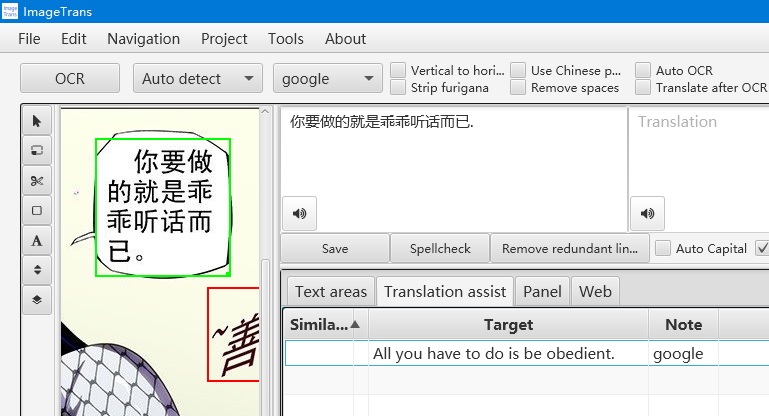 Image Trans
ImageTrans
File Edit Navigation Project Tools About
OCR Auto detect google
Vertical to hori... Use Chinese p... Auto OCR
Strip furigana Remove spaces Translate after OCR
你要做
的就是乖
乖听话而
已。
~善
A
你要做的就是乖乖听话而已.
Translation
Save Spellcheck Remove redundant lin... Auto Capital
Text areas Translation assist Panel Web
Simila... Target Note
All you have to do is be obedient. google